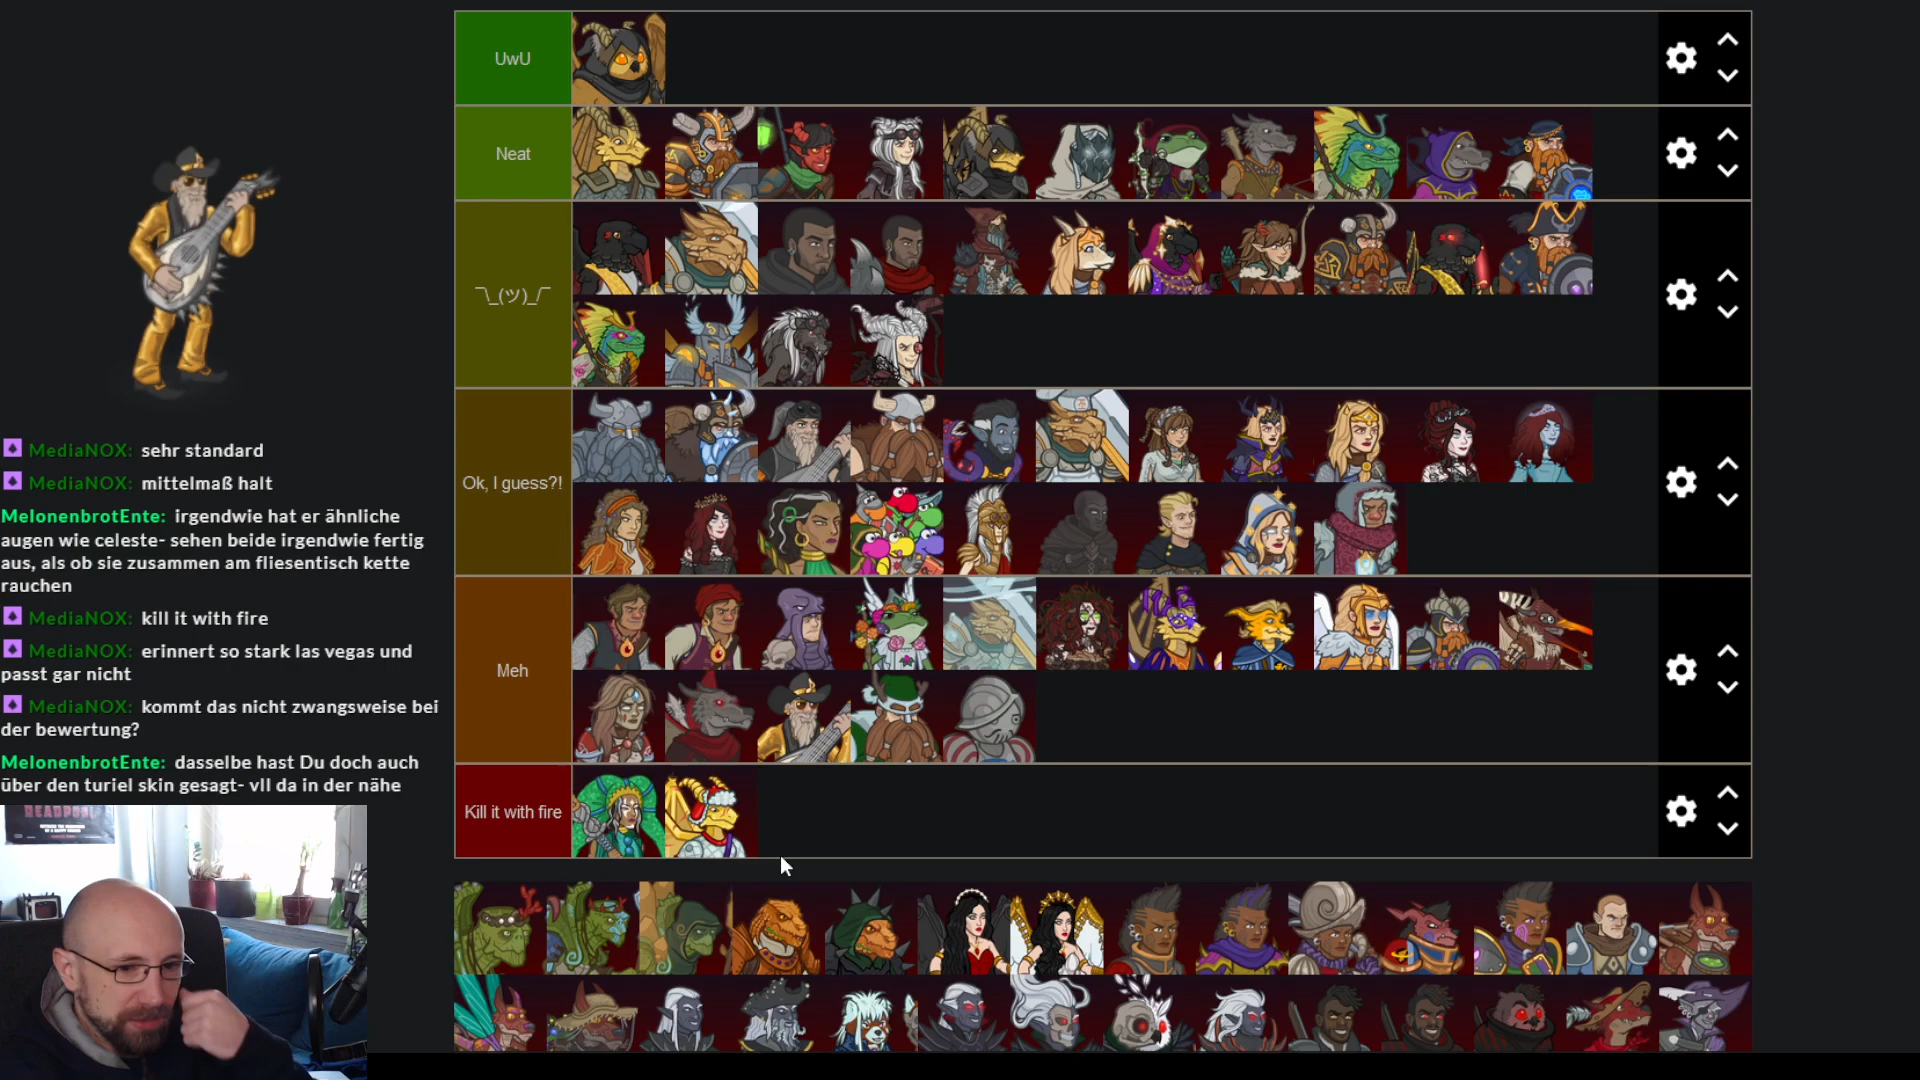 UwU
Neat
¯\_(ツ)_/¯
Ok, I guess?!
Meh
Kill it with fire
MediaNOX: sehr standard
MediaNOX: mittelmaß halt
MelonenbrotEnte: irgendwie hat er ähnliche
augen wie celeste- sehen beide irgendwie fertig
aus, als ob sie zusammen am fliesentisch kette
rauchen
MediaNOX: kill it with fire
MediaNOX: erinnert so stark las vegas und
passt gar nicht
MediaNOX: kommt das nicht zwangsweise bei
der bewertung?
MelonenbrotEnte: dasselbe hast Du doch auch
über den turiel skin gesagt- vll da in der nähe
DEADPOOL